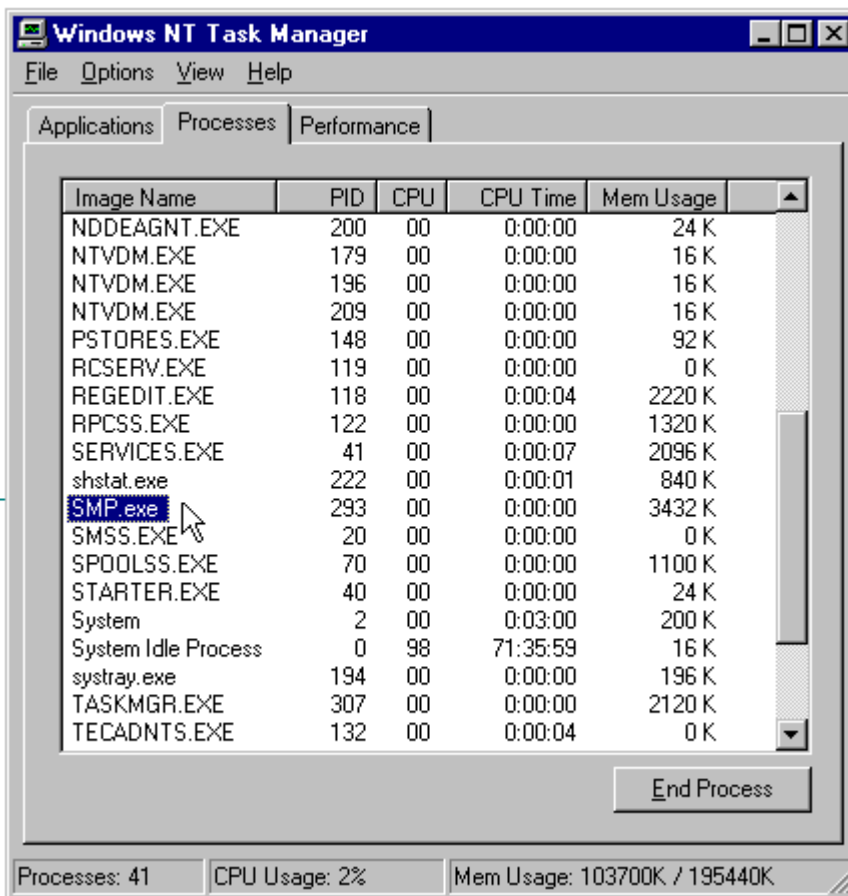 Windows NT Task Manager
File Options View Help
Applications Processes Performance
Image Name PID CPU CPU Time Mem Usage
NDDEAGNT.EXE 200 00 0:00:00 24 K
NTVDM.EXE 179 00 0:00:00 16 K
NTVDM.EXE 196 00 0:00:00 16 K
NTVDM.EXE 209 00 0:00:00 16 K
PSTORES.EXE 148 00 0:00:00 92 K
RCSERV.EXE 119 00 0:00:00 0 K
REGEDIT.EXE 118 00 0:00:04 2220 K
RPCSS.EXE 122 00 0:00:00 1320 K
SERVICES.EXE 41 00 0:00:07 2096 K
shstat.exe 222 00 0:00:01 840 K
SMP.exe 293 00 0:00:00 3432 K
SMSS.EXE 20 00 0:00:00 0 K
SPOOLSS.EXE 70 00 0:00:00 1100 K
STARTER.EXE 40 00 0:00:00 24 K
System 2 00 0:03:00 200 K
System Idle Process 0 98 71:35:59 16 K
systray.exe 194 00 0:00:00 196 K
TASKMGR.EXE 307 00 0:00:00 2120 K
TECADNTS.EXE 132 00 0:00:04 0 K
End Process
Processes: 41 CPU Usage: 2% Mem Usage: 103700K / 195440K